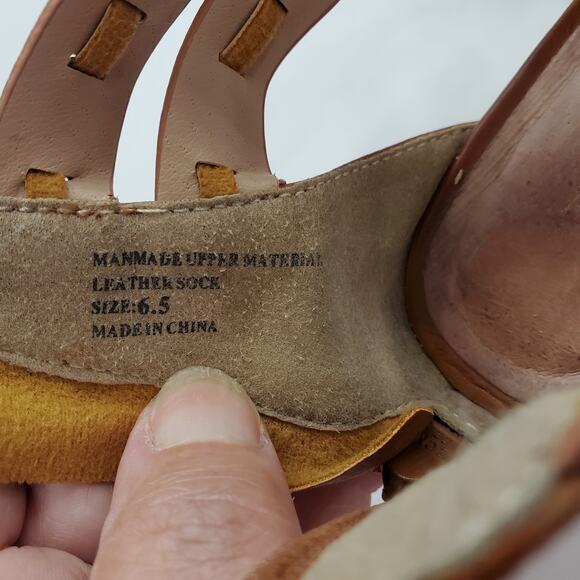 MANMADE UPPER MATERIAL
LEATHER SOCK
SIZE:6.5
MADE IN CHINA